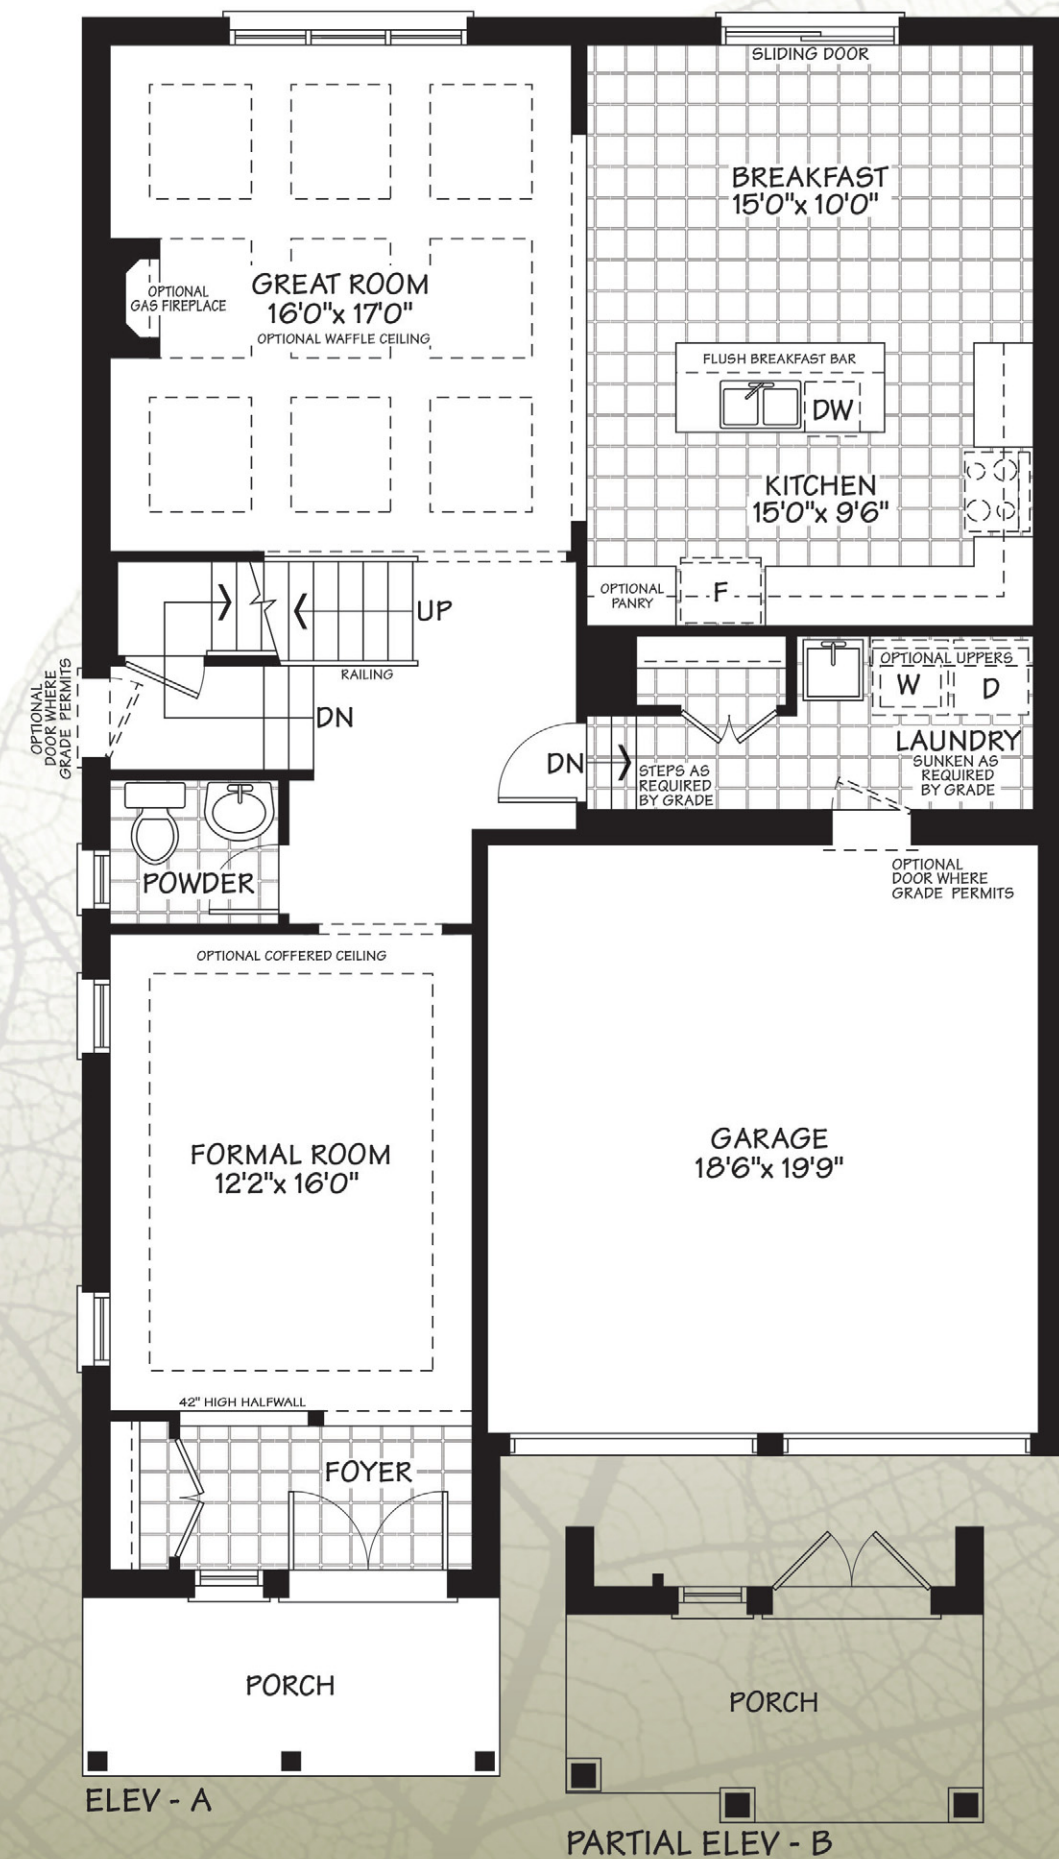 SLIDING DOOR
BREAKFAST
15'0"x 10'0"
GREAT ROOM
16'0"x 17'0"
OPTIONAL WAFFLE CEILING
OPTIONAL
GAS FIREPLACE
FLUSH BREAKFAST BAR
DW
KITCHEN
15'0"x 9'6"
OPTIONAL
PANRY
F
UP
RAILING
DN
OPTIONAL
DOOR WHERE
GRADE PERMITS
OPTIONAL UPPERS
W
D
LAUNDRY
SUNKEN AS
REQUIRED
BY GRADE
DN
STEPS AS
REQUIRED
BY GRADE
OPTIONAL
DOOR WHERE
GRADE PERMITS
POWDER
OPTIONAL COFFERED CEILING
FORMAL ROOM
12'2"x 16'0"
GARAGE
18'6"x 19'9"
42" HIGH HALFWALL
FOYER
PORCH
ELEV - A
PORCH
PARTIAL ELEV - B